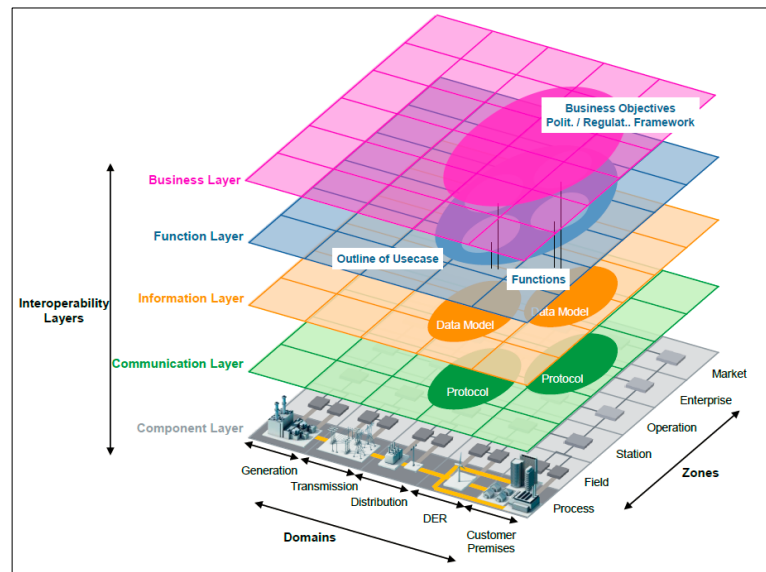 Business Objectives
Polit. / Regulat.. Framework
Business Layer
Function Layer
Outline of Usecase
Functions
Interoperability
Layers
Information Layer
Data Model
Data Model
Communication Layer
Protocol
Protocol
Component Layer
Market
Enterprise
Operation
Station
Field
Process
Zones
Generation
Transmission
Distribution
DER
Customer
Premises
Domains